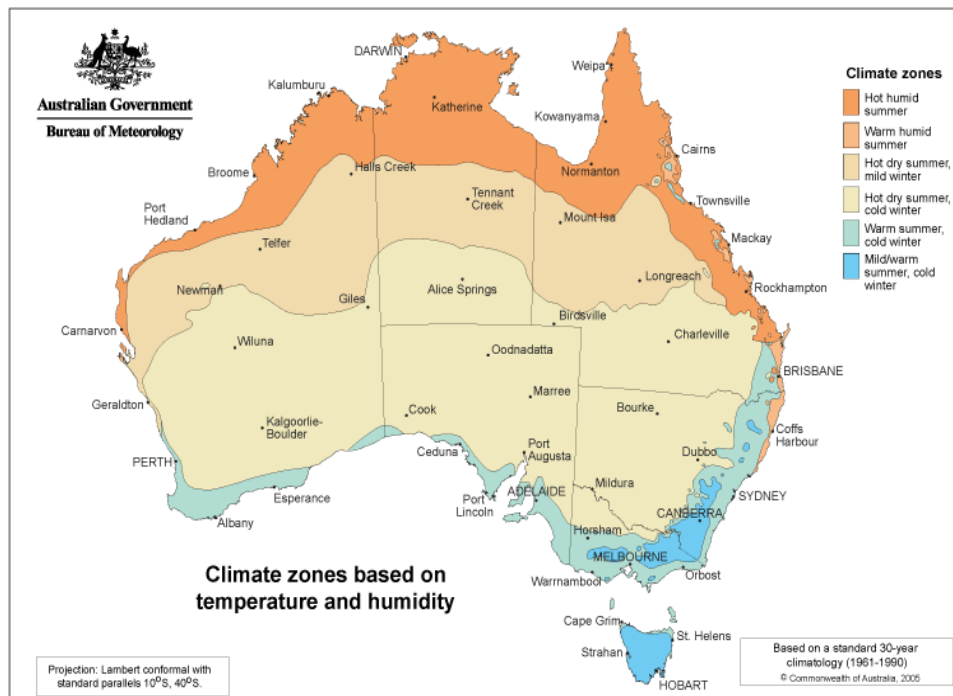 Australian Government
Bureau of Meteorology
DARWIN
Weipa
Kalumburu
Katherine
Kowanyama
Cairns
Broome
Halls Creek
Normanton
Tennant
Creek
Townsville
Port
Hedland
Mount Isa
Mackay
Telfer
Longreach
Newman
Giles
Alice Springs
Rockhampton
Birdsville
Carnarvon
Charleville
Wiluna
Oodnadatta
BRISBANE
Marree
Geraldton
Bourke
Cook
Kalgoorlie-
Boulder
Coffs
Harbour
Ceduna
Port
Augusta
Dubbo
PERTH
Mildura
SYDNEY
Esperance
Port
Lincoln
ADELAIDE
CANBERRA
Albany
Horsham
MELBOURNE
Warrnambool
Orbost
Cape Grim
St. Helens
Strahan
HOBART
Climate zones
Hot humid
summer
Warm humid
summer
Hot dry summer,
mild winter
Hot dry summer,
cold winter
Warm summer,
cold winter
Mild/warm
summer, cold
winter
Climate zones based on
temperature and humidity
Projection: Lambert conformal with
standard parallels 10°S, 40°S.
Based on a standard 30-year
climatology (1961-1990)
© Commonwealth of Australia, 2005